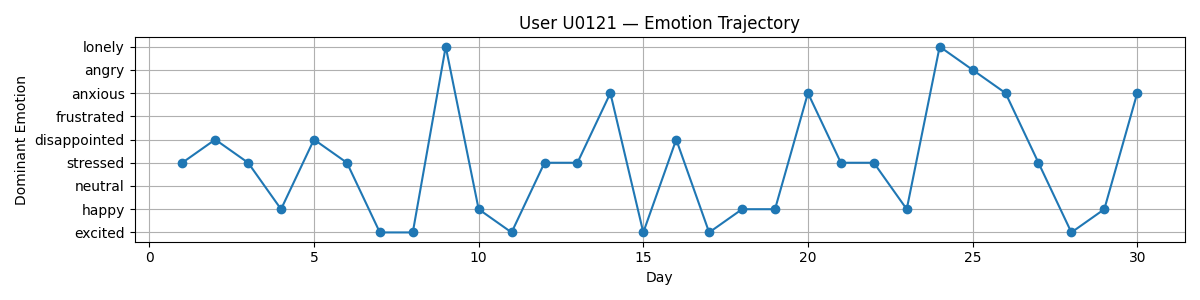 User U0121 — Emotion Trajectory
Dominant Emotion
lonely
angry
anxious
frustrated
disappointed
stressed
neutral
happy
excited
0 5 10 15 20 25 30
Day